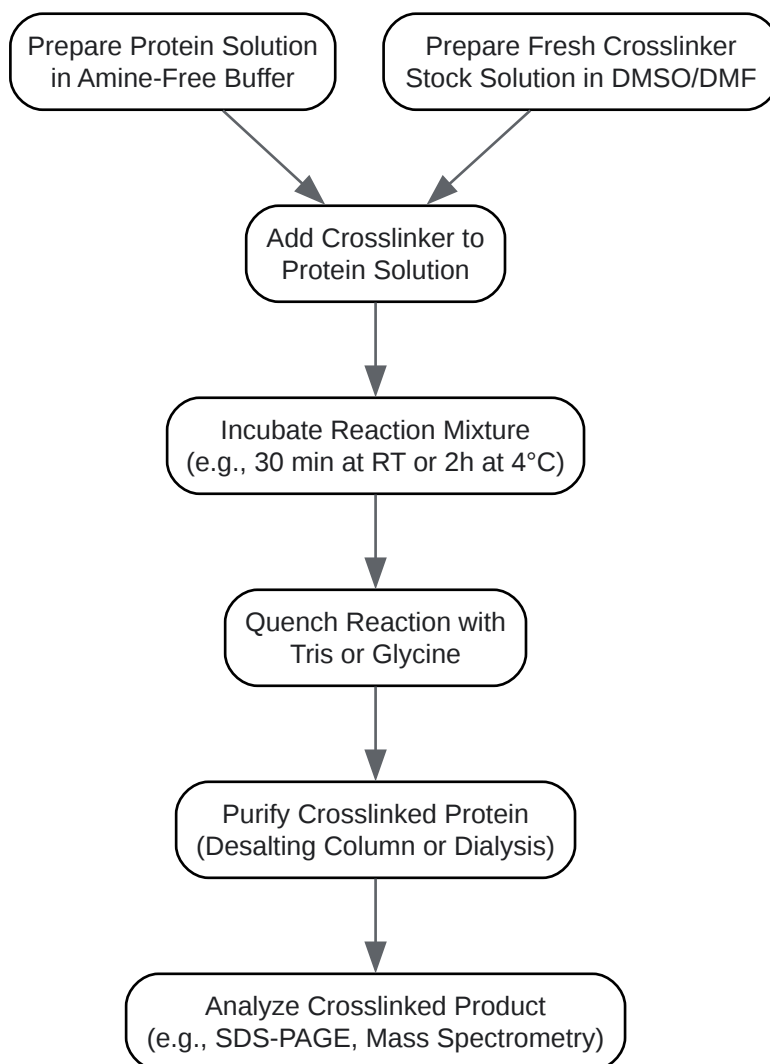 Prepare Protein Solution
in Amine-Free Buffer
Prepare Fresh Crosslinker
Stock Solution in DMSO/DMF
Add Crosslinker to
Protein Solution
Incubate Reaction Mixture
(e.g., 30 min at RT or 2h at 4°C)
Quench Reaction with
Tris or Glycine
Purify Crosslinked Protein
(Desalting Column or Dialysis)
Analyze Crosslinked Product
(e.g., SDS-PAGE, Mass Spectrometry)